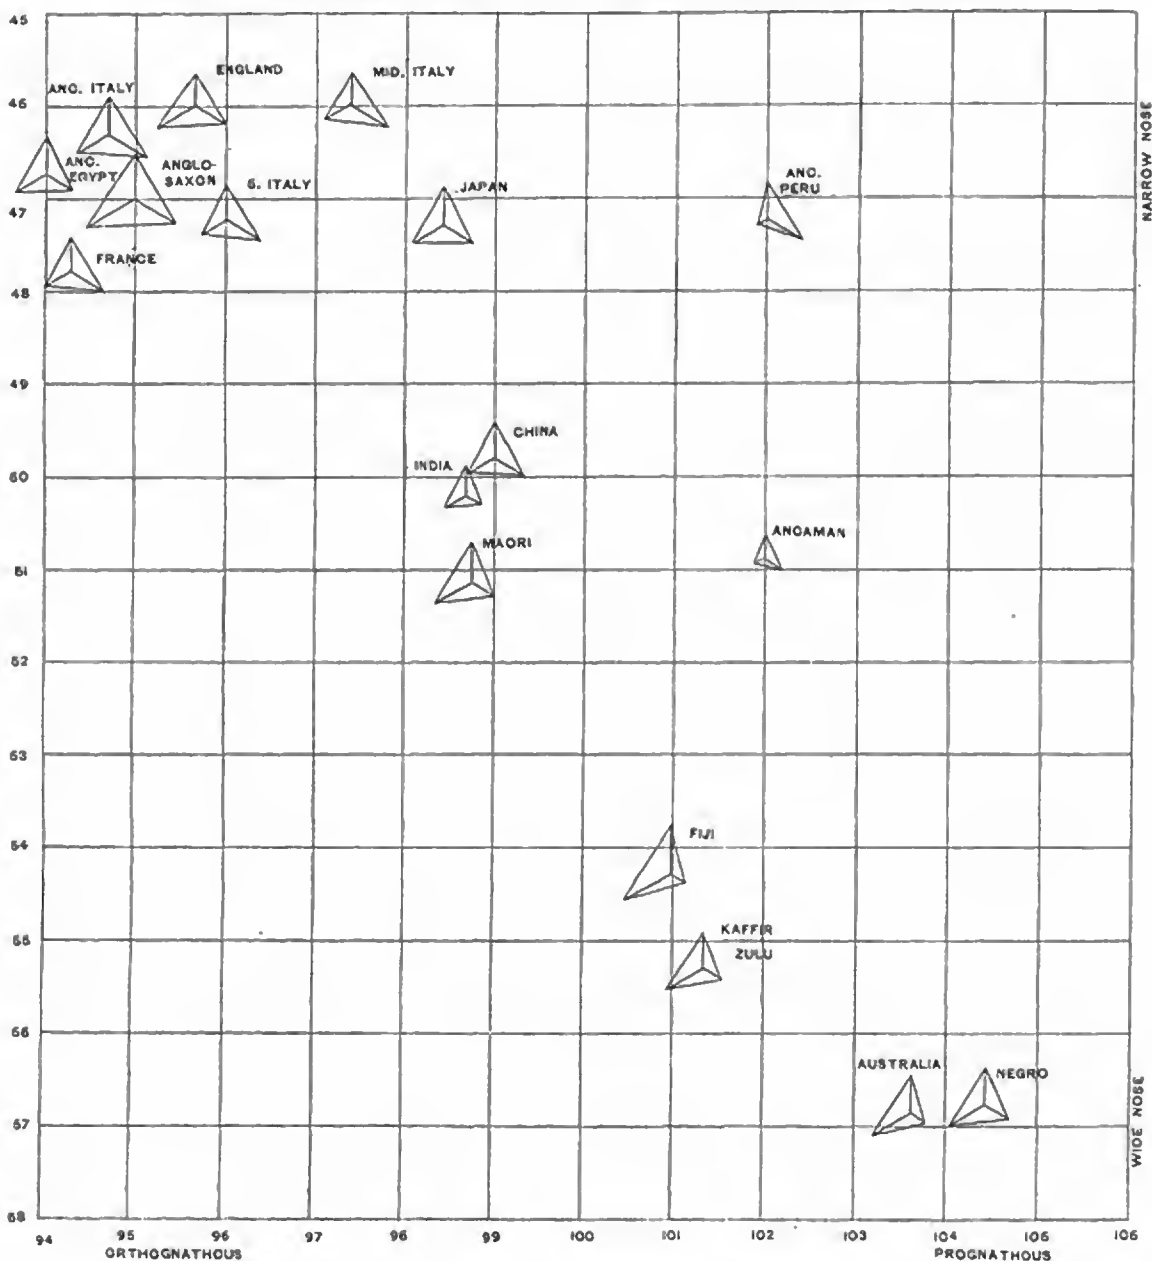 45
ENGLAND
MID. ITALY
ANC. ITALY
46
NARROW NOSE
ANC.
EGYPT
ANGLO-
SAXON
S. ITALY
JAPAN
ANC.
PERU
47
FRANCE
48
49
CHINA
INDIA
50
ANDAMAN
MAORI
51
52
53
FIJI
54
KAFFIR
ZULU
55
56
AUSTRALIA
NEGRO
57
WIDE NOSE
58
94
95
96
97
98
99
100
101
102
103
104
105
106
ORTHOGNATHOUS
PROGNATHOUS